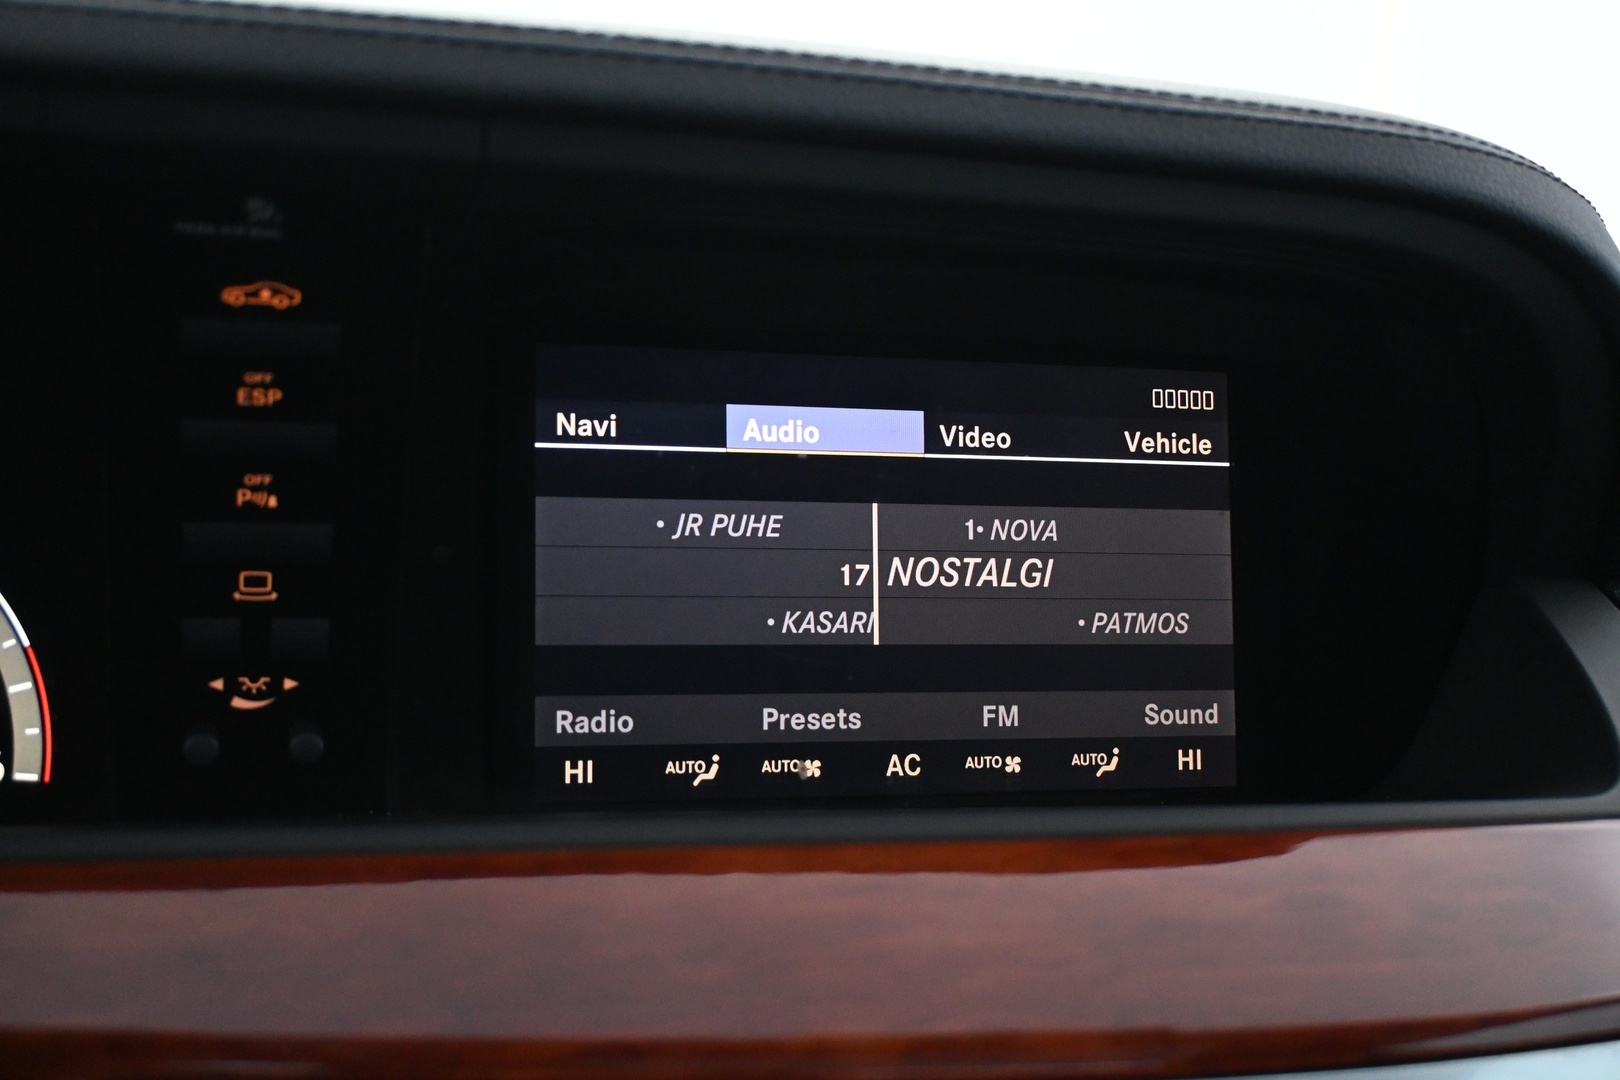 OFF
ESP
OFF
P
Navi Audio Video Vehicle
• JR PUHE 1• NOVA
17 NOSTALGI
• KASARI • PATMOS
Radio Presets FM Sound
HI AUTO AUTO AC AUTO AUTO HI